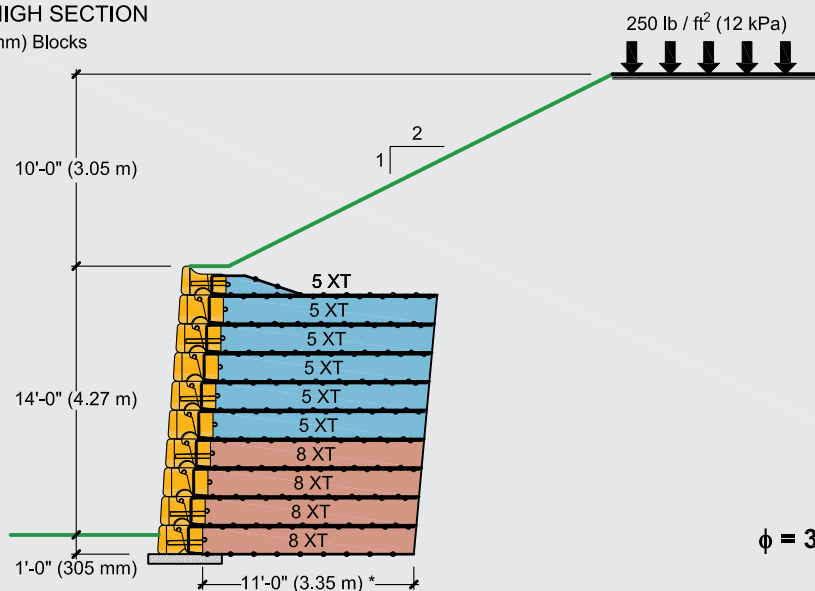 HIGH SECTION
mm) Blocks
250 lb / ft² (12 kPa)
2
1
10'-0" (3.05 m)
5 XT
5 XT
5 XT
5 XT
14'-0" (4.27 m)
5 XT
5 XT
8 XT
8 XT
8 XT
8 XT
ϕ = 3
1'-0" (305 mm)
11'-0" (3.35 m) *